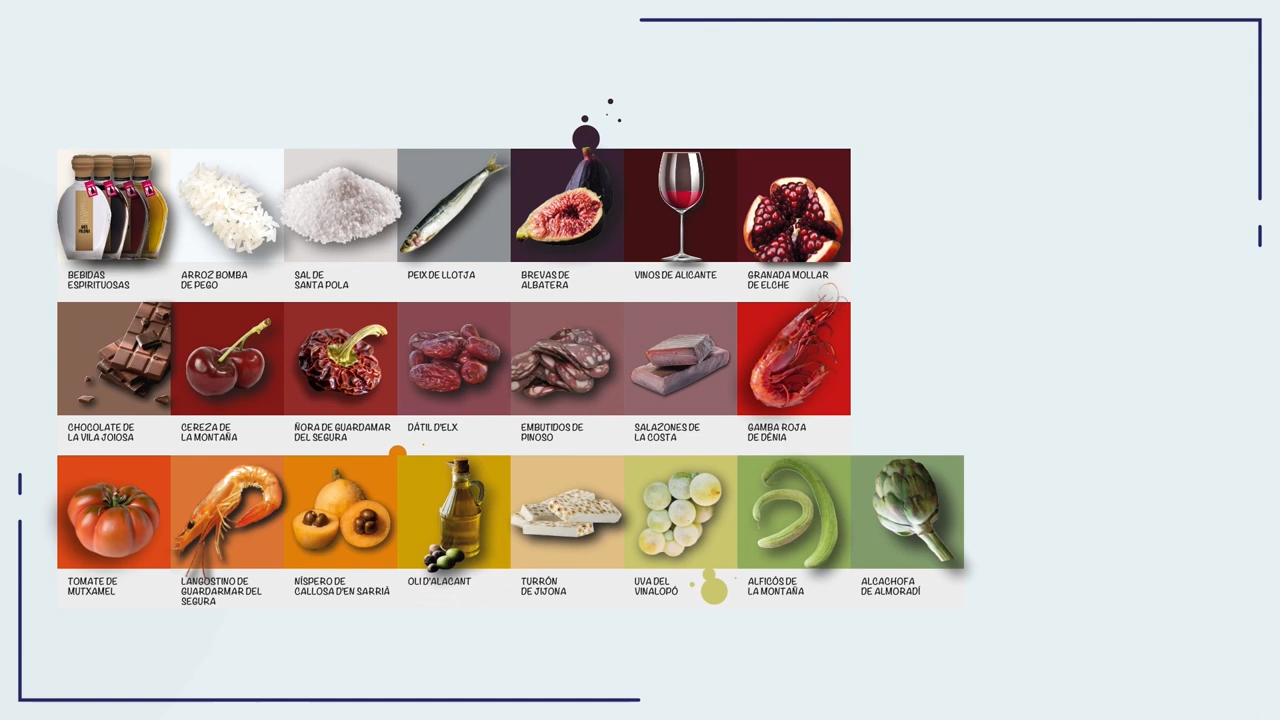 BEBIDAS
ESPIRITUOSAS
ARROZ BOMBA
DE PEGO
SAL DE
SANTA POLA
PEIX DE LLOTJA
BREVAS DE
ALBATERA
VINOS DE ALICANTE
GRANADA MOLLAR
DE ELCHE
CHOCOLATE DE
LA VILA JOIOSA
CEREZA DE
LA MONTAÑA
ÑORA DE GUARDAMAR
DEL SEGURA
DÁTIL D'ELX
EMBUTIDOS DE
PINOSO
SALAZONES DE
LA COSTA
GAMBA ROJA
DE DÉNIA
TOMATE DE
MUTXAMEL
LANGOSTINO DE
GUARDARMAR DEL
SEGURA
NÍSPERO DE
CALLOSA D'EN SARRIÀ
OLI D'ALACANT
TURRÓN
DE JIJONA
UVA DEL
VINALOPÓ
ALFICÓS DE
LA MONTAÑA
ALCACHOFA
DE ALMORADÍ